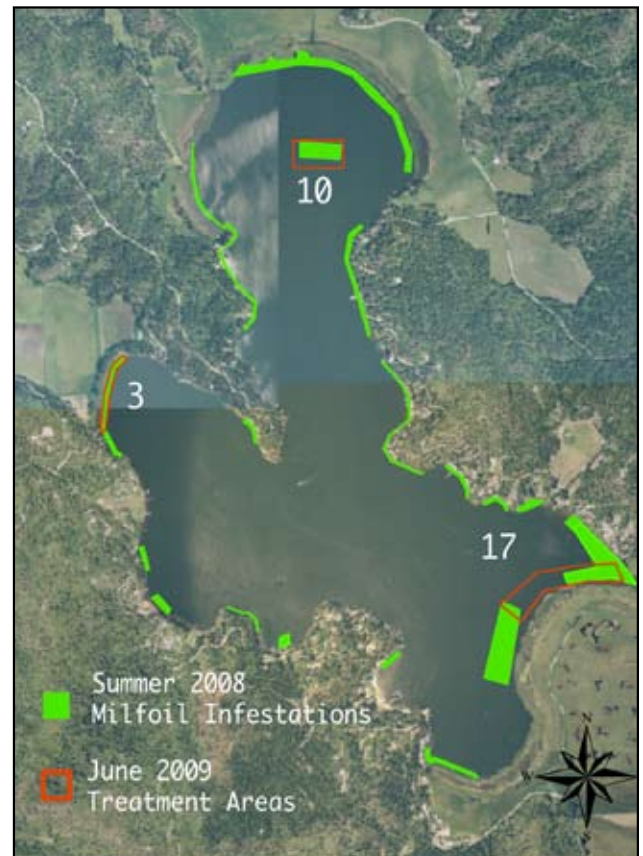 10
3
17
Summer 2008
Milfoil Infestations
June 2009
Treatment Areas
N
W
E
S